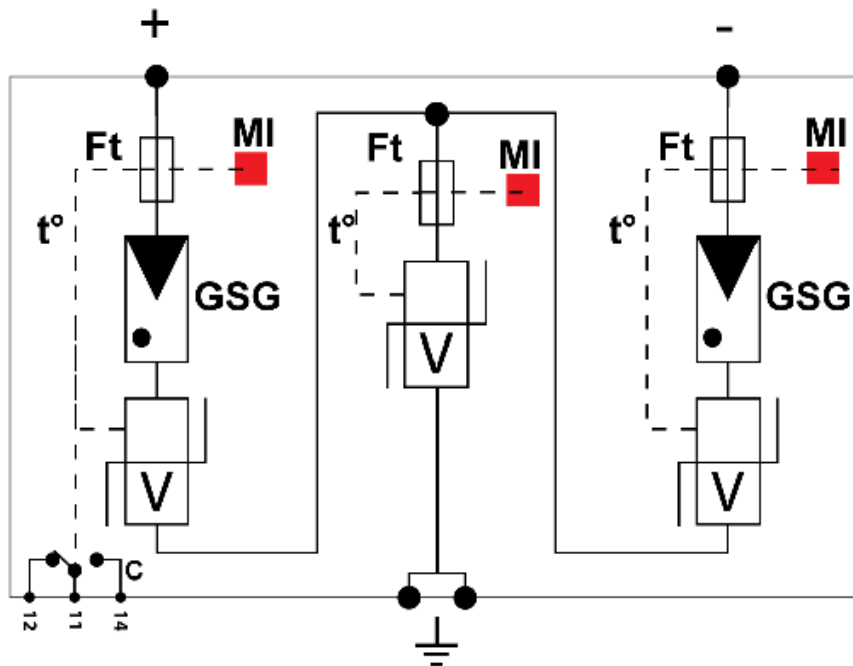 + -
Ft MI Ft MI Ft MI
t° t° t°
GSG GSG
V V V
C
12 11 14